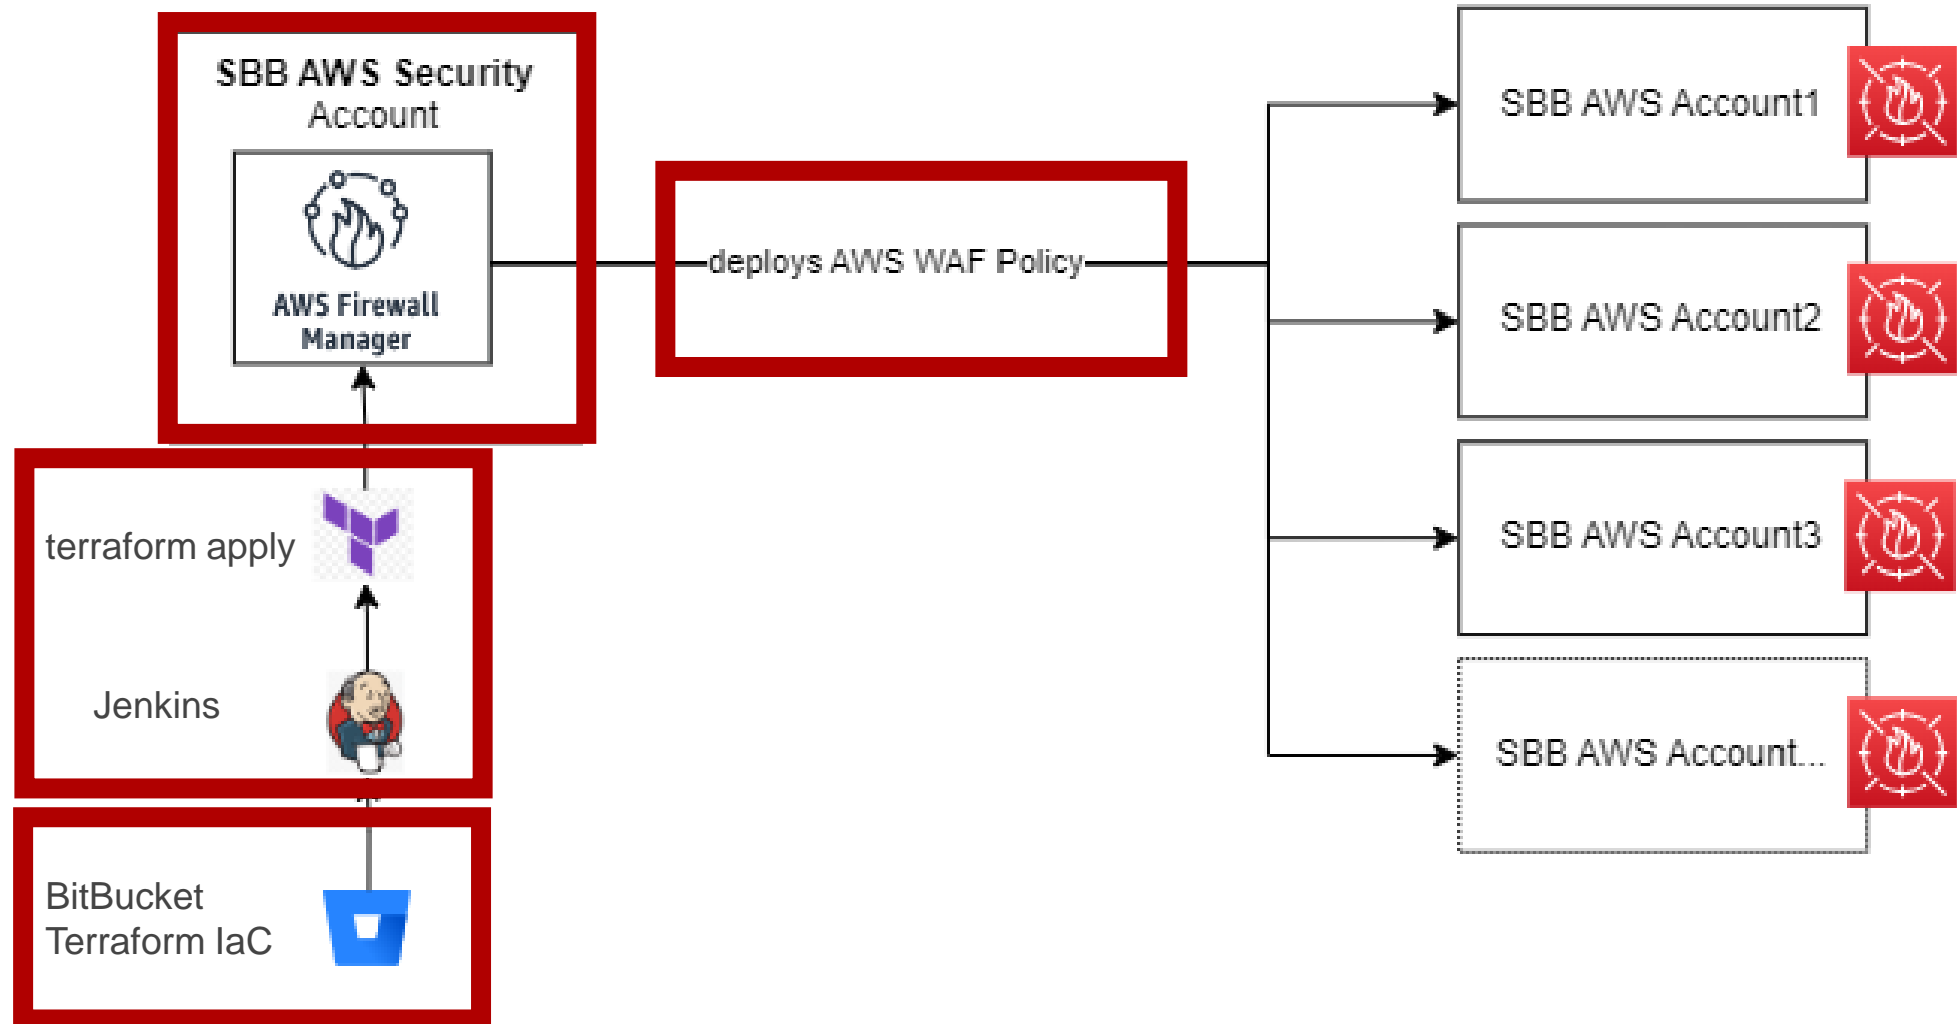 SBB AWS Security
Account
AWS Firewall
Manager
deploys AWS WAF Policy
SBB AWS Account1
SBB AWS Account2
SBB AWS Account3
SBB AWS Account...
terraform apply
Jenkins
BitBucket
Terraform IaC